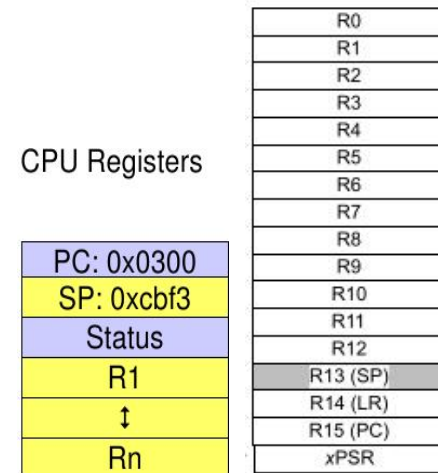 CPU Registers
PC: 0x0300
SP: 0xcbf3
Status
R1
↕
Rn
R0
R1
R2
R3
R4
R5
R6
R7
R8
R9
R10
R11
R12
R13 (SP)
R14 (LR)
R15 (PC)
xPSR